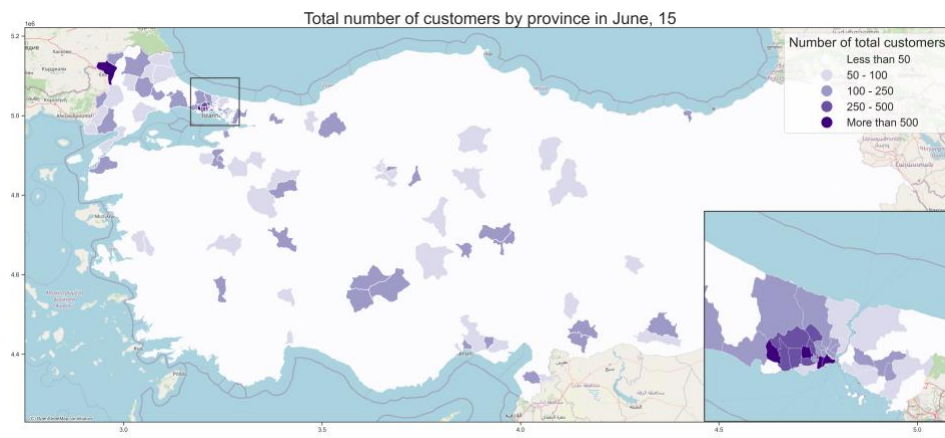 Total number of customers by province in June, 15
1e6
5.2
5.0
4.8
4.6
4.4
3.0
3.5
4.0
4.5
5.0
Number of total customers
Less than 50
50 - 100
100 - 250
250 - 500
More than 500